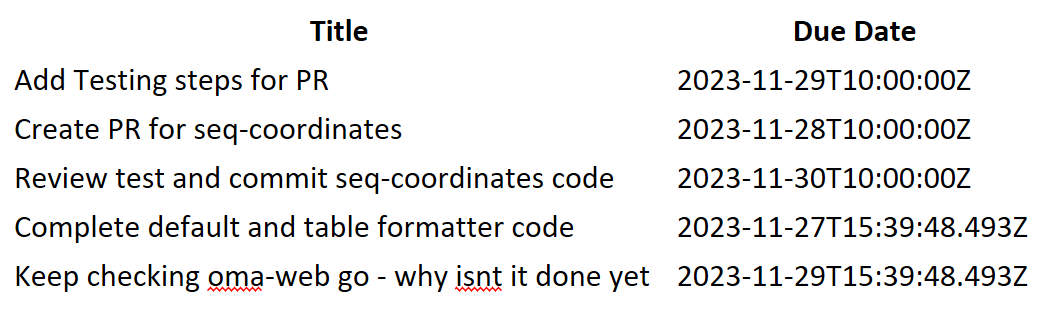 Title Due Date
Add Testing steps for PR 2023-11-29T10:00:00Z
Create PR for seq-coordinates 2023-11-28T10:00:00Z
Review test and commit seq-coordinates code 2023-11-30T10:00:00Z
Complete default and table formatter code 2023-11-27T15:39:48.493Z
Keep checking oma-web go - why isnt it done yet 2023-11-29T15:39:48.493Z